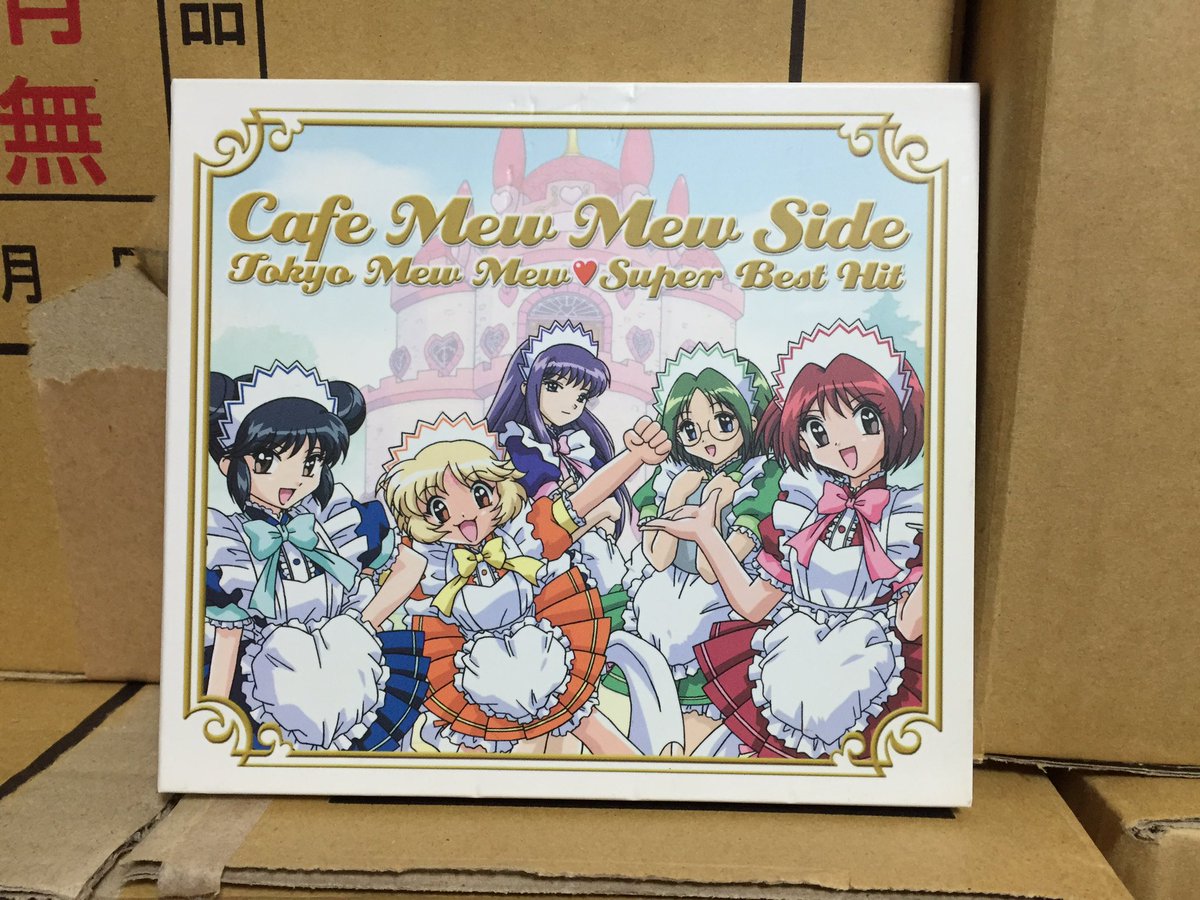 品
無
月
Cafe Mew Mew Side
Tokyo Mew Mew♥Super Best Hit